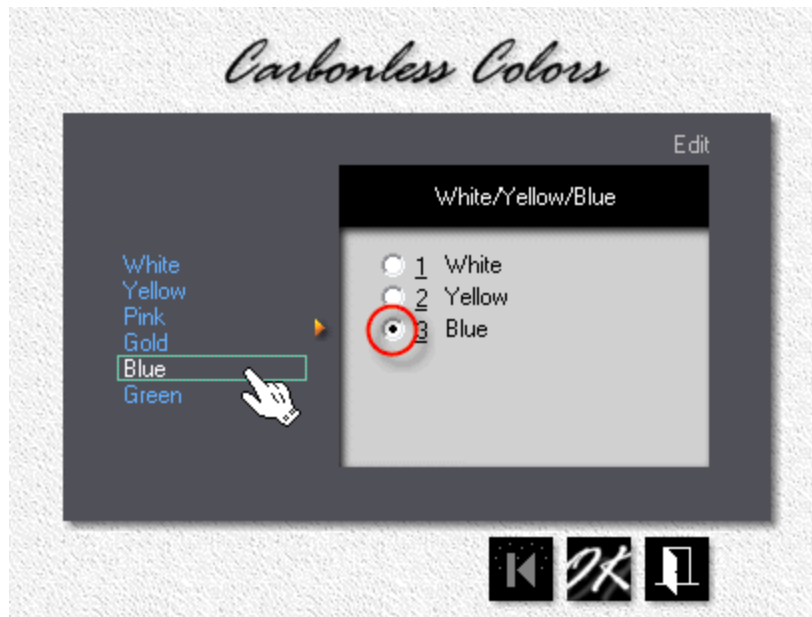 Carbonless Colors
Edit
White/Yellow/Blue
White
Yellow
Pink
Gold
Blue
Green
1 White
2 Yellow
3 Blue
OK